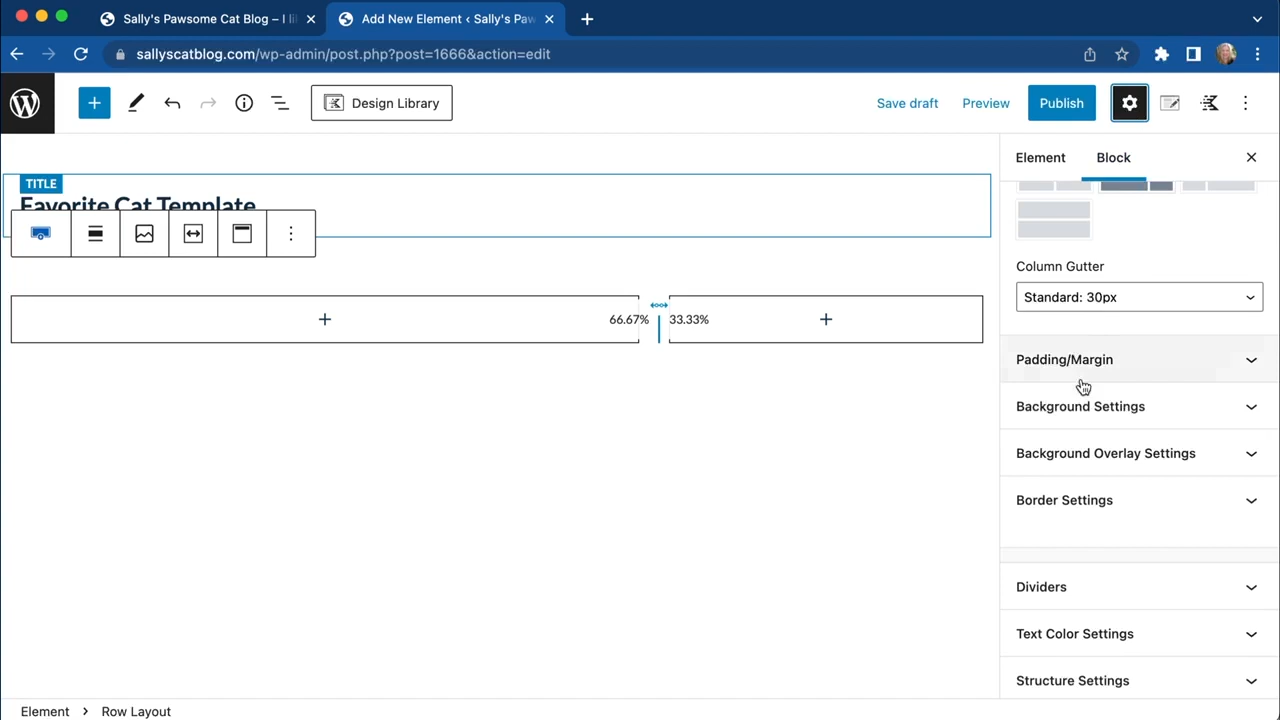 Sally's Pawsome Cat Blog – I li
Add New Element ‹ Sally's Paw
sallyscatblog.com/wp-admin/post.php?post=1666&action=edit
Design Library
Save draft
Preview
Publish
Element
Block
TITLE
Favorite Cat Template
Column Gutter
Standard: 30px
66.67%
33.33%
Padding/Margin
Background Settings
Background Overlay Settings
Border Settings
Dividers
Text Color Settings
Structure Settings
Element
Row Layout